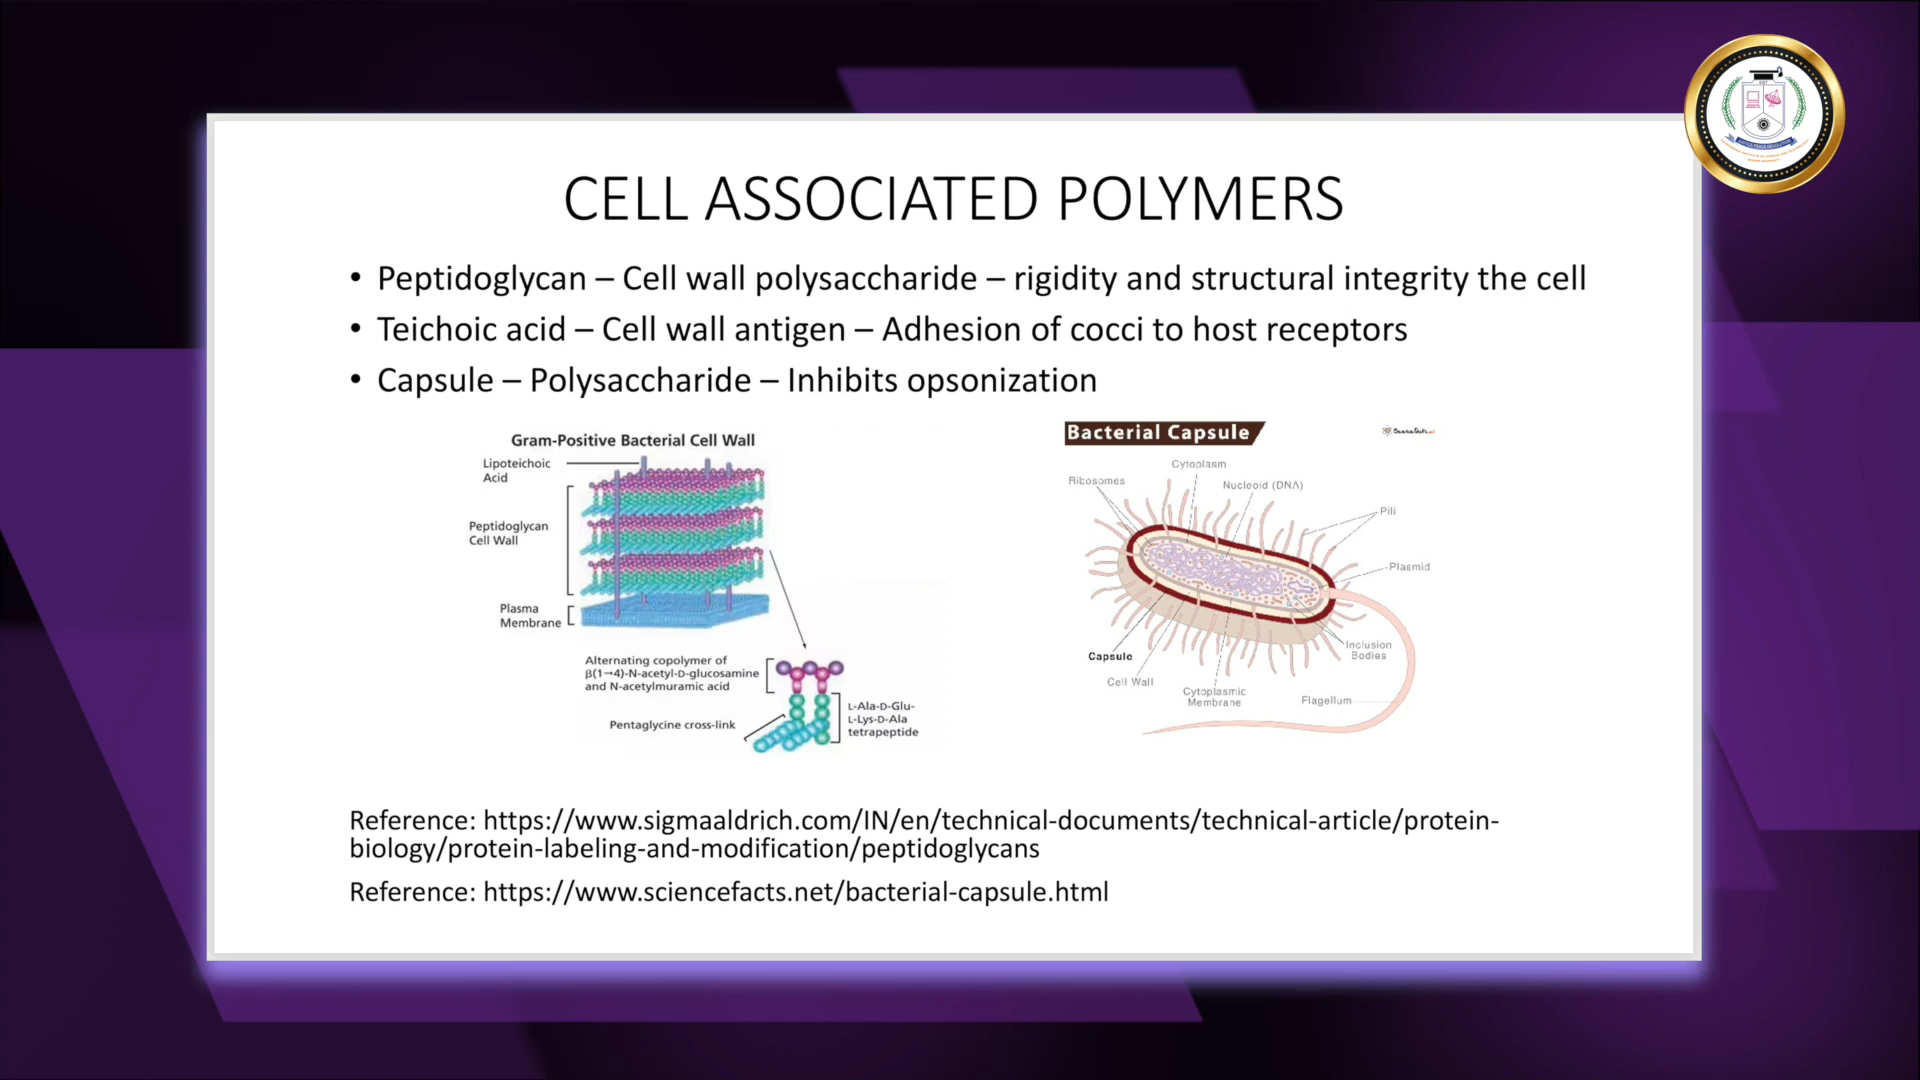 CELL ASSOCIATED POLYMERS
• Peptidoglycan – Cell wall polysaccharide – rigidity and structural integrity the cell
• Teichoic acid – Cell wall antigen – Adhesion of cocci to host receptors
• Capsule – Polysaccharide – Inhibits opsonization
Gram-Positive Bacterial Cell Wall
Lipoteichoic
Acid
Peptidoglycan
Cell Wall
Plasma
Membrane
Alternating copolymer of
β(1→4)-N-acetyl-D-glucosamine
and N-acetylmuramic acid
Pentaglycine cross-link
L-Ala-D-Glu-
L-Lys-D-Ala
tetrapeptide
Bacterial Capsule
Cytoplasm
Ribosomes
Nucleoid (DNA)
Pili
Plasmid
Inclusion
Bodies
Capsule
Cell Wall
Cytoplasmic
Membrane
Flagellum
Reference: https://www.sigmaaldrich.com/IN/en/technical-documents/technical-article/protein-
biology/protein-labeling-and-modification/peptidoglycans
Reference: https://www.sciencefacts.net/bacterial-capsule.html